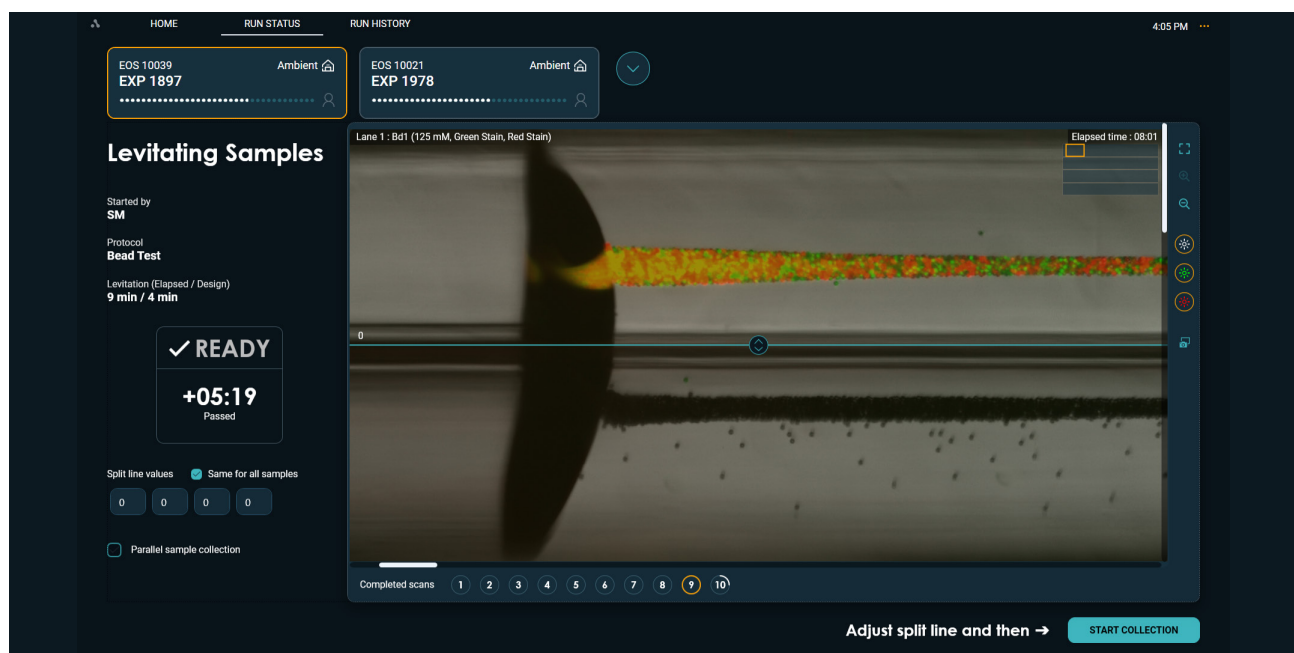 HOME
RUN STATUS
RUN HISTORY
4:05 PM
EOS 10039
Ambient
EXP 1897
EOS 10021
Ambient
EXP 1978
Levitating Samples
Started by
SM
Protocol
Bead Test
Levitation (Elapsed / Design)
9 min / 4 min
READY
+05:19
Passed
Split line values
Same for all samples
0
0
0
0
Parallel sample collection
Lane 1 : Bd1 (125 mM, Green Stain, Red Stain)
Elapsed time : 08:01
0
Completed scans
1
2
3
4
5
6
7
8
9
10
Adjust split line and then →
START COLLECTION